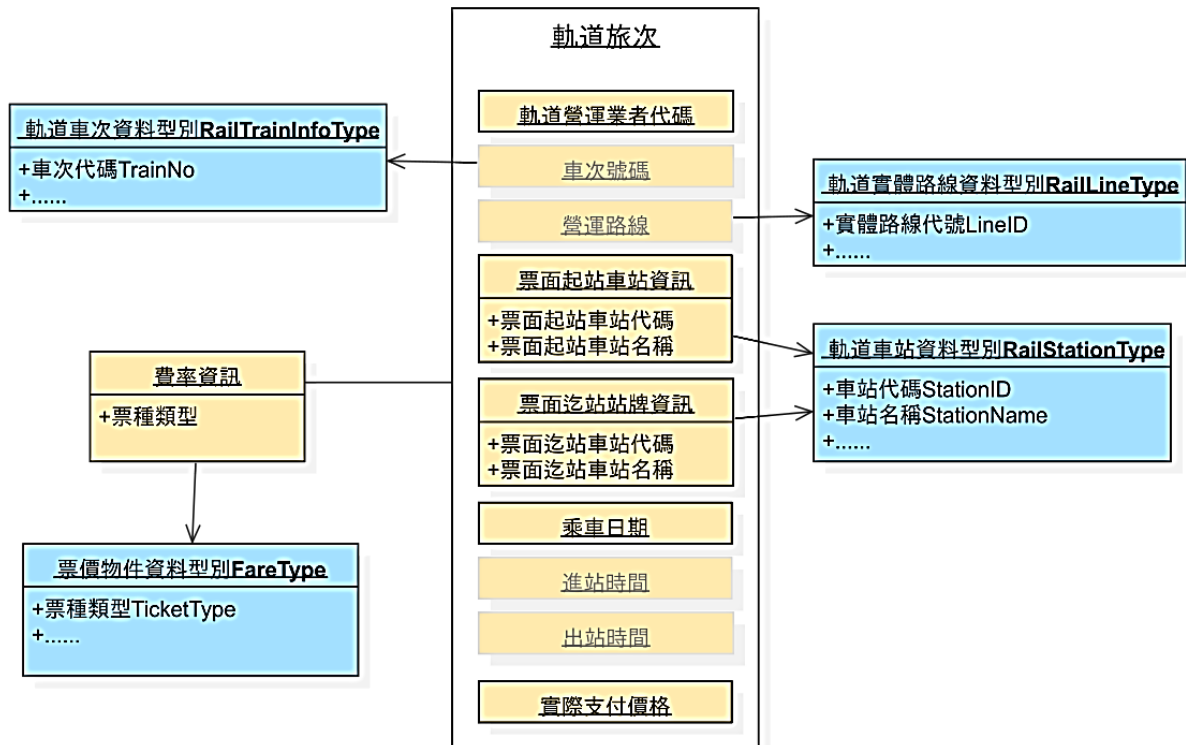 軌道旅次
軌道營運業者代碼
車次號碼
營運路線
票面起站車站資訊
+票面起站車站代碼
+票面起站車站名稱
票面迄站站牌資訊
+票面迄站車站代碼
+票面迄站車站名稱
乘車日期
進站時間
出站時間
實際支付價格
軌道車次資料型別RailTrainInfoType
+車次代碼TrainNo
+......
費率資訊
+票種類型
票價物件資料型別FareType
+票種類型TicketType
+......
軌道實體路線資料型別RailLineType
+實體路線代號LineID
+......
軌道車站資料型別RailStationType
+車站代碼StationID
+車站名稱StationName
+......